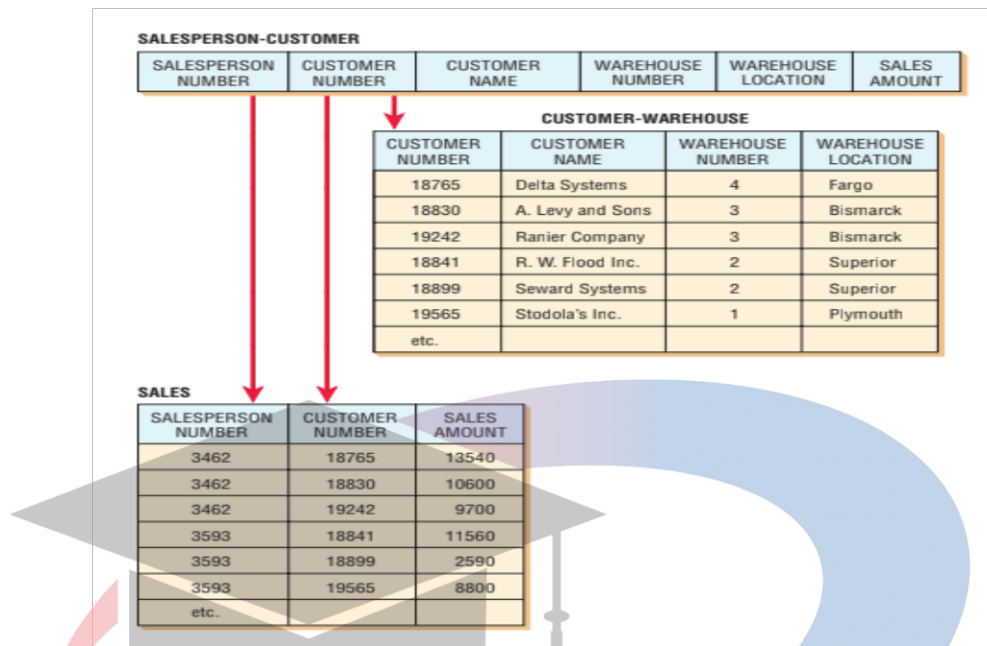 SALESPERSON-CUSTOMER
SALESPERSON NUMBER CUSTOMER NUMBER CUSTOMER NAME WAREHOUSE NUMBER WAREHOUSE LOCATION SALES AMOUNT
CUSTOMER-WAREHOUSE
CUSTOMER NUMBER CUSTOMER NAME WAREHOUSE NUMBER WAREHOUSE LOCATION
18765 Delta Systems 4 Fargo
18830 A. Levy and Sons 3 Bismarck
19242 Ranier Company 3 Bismarck
18841 R. W. Flood Inc. 2 Superior
18899 Seward Systems 2 Superior
19565 Stodola's Inc. 1 Plymouth
etc.
SALES
SALESPERSON NUMBER CUSTOMER NUMBER SALES AMOUNT
3462 18765 13540
3462 18830 10600
3462 19242 9700
3593 18841 11560
3593 18899 2590
3593 19565 8800
etc.